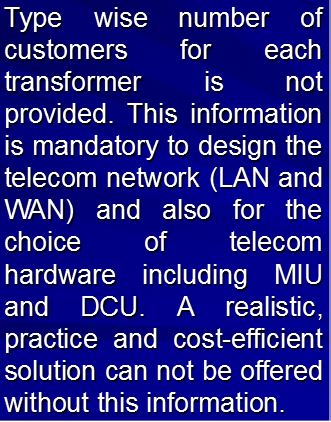 Type wise number of
customers for each
transformer is not
provided. This information
is mandatory to design the
telecom network (LAN and
WAN) and also for the
choice of telecom
hardware including MIU
and DCU. A realistic,
practice and cost-efficient
solution can not be offered
without this information.